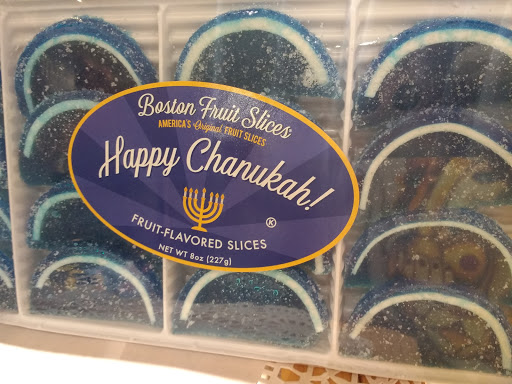 Boston Fruit Slices
AMERICA'S Original FRUIT SLICES
Happy Chanukah!
K
FRUIT-FLAVORED SLICES
NET WT 8oz (227g)